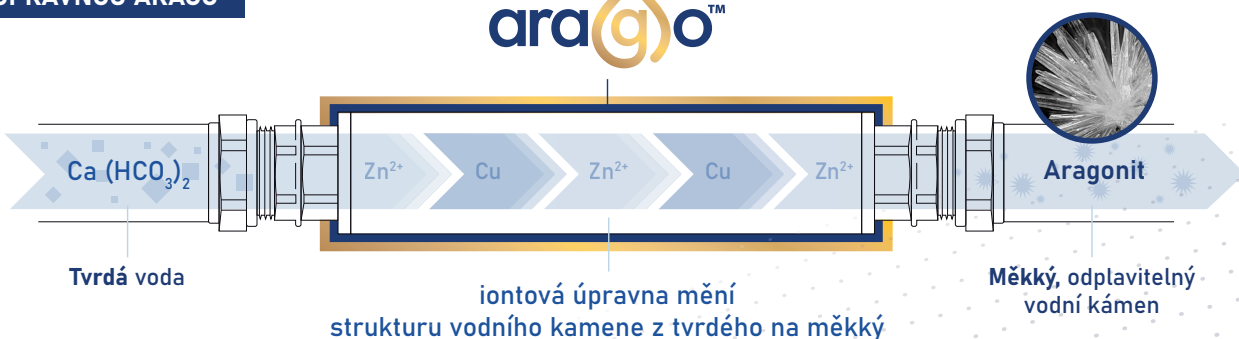 ÚPRAVNOU ARAGO
arago™
Ca (HCO₃)₂
Zn²⁺
Cu
Zn²⁺
Cu
Zn²⁺
Aragonit
Tvrdá voda
iontová úpravna mění
strukturu vodního kamene z tvrdého na měkký
Měkký, odplavitelný
vodní kámen